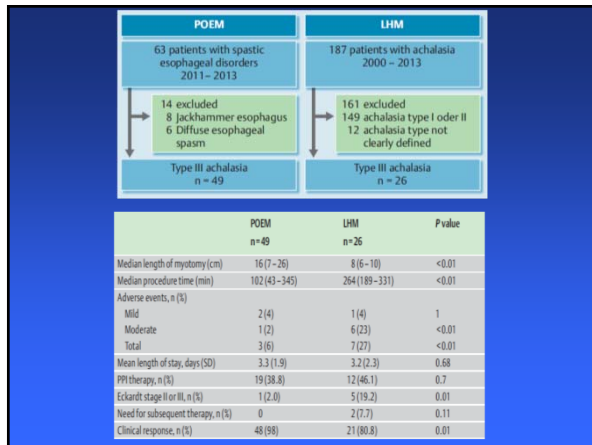 POEM
63 patients with spastic
esophageal disorders
2011– 2013
14 excluded
8 Jackhammer esophagus
6 Diffuse esophageal
spasm
Type III achalasia
n = 49
LHM
187 patients with achalasia
2000 – 2013
161 excluded
149 achalasia type I oder II
12 achalasia type not
clearly defined
Type III achalasia
n = 26
POEM LHM P value
n=49 n=26
Median length of myotomy (cm) 16 (7–26) 8 (6–10) <0.01
Median procedure time (min) 102 (43–345) 264 (189–331) <0.01
Adverse events, n (%)
Mild 2 (4) 1 (4) 1
Moderate 1 (2) 6 (23) <0.01
Total 3 (6) 7 (27) <0.01
Mean length of stay, days (SD) 3.3 (1.9) 3.2 (2.3) 0.68
PPI therapy, n (%) 19 (38.8) 12 (46.1) 0.7
Eckardt stage II or III, n (%) 1 (2.0) 5 (19.2) 0.01
Need for subsequent therapy, n (%) 0 2 (7.7) 0.11
Clinical response, n (%) 48 (98) 21 (80.8) 0.01